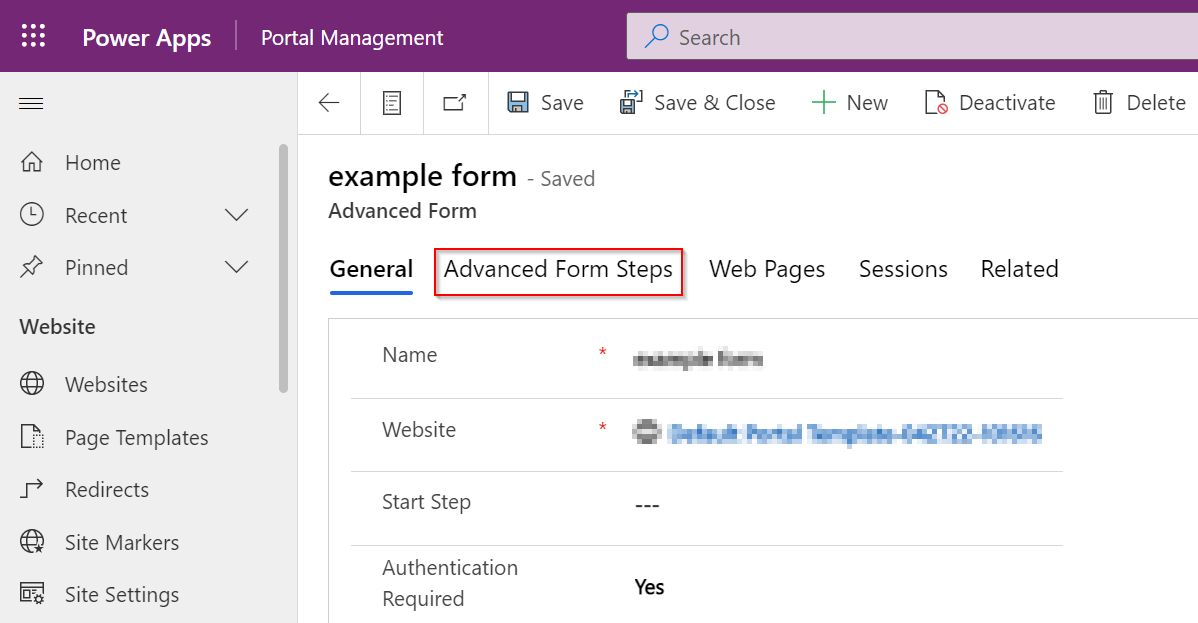 Power Apps
Portal Management
Search
Save
Save & Close
New
Deactivate
Delete
Home
Recent
Pinned
Website
Websites
Page Templates
Redirects
Site Markers
Site Settings
example form - Saved
Advanced Form
General
Advanced Form Steps
Web Pages
Sessions
Related
Name *
example form
Website *
Start Step
---
Authentication
Required
Yes